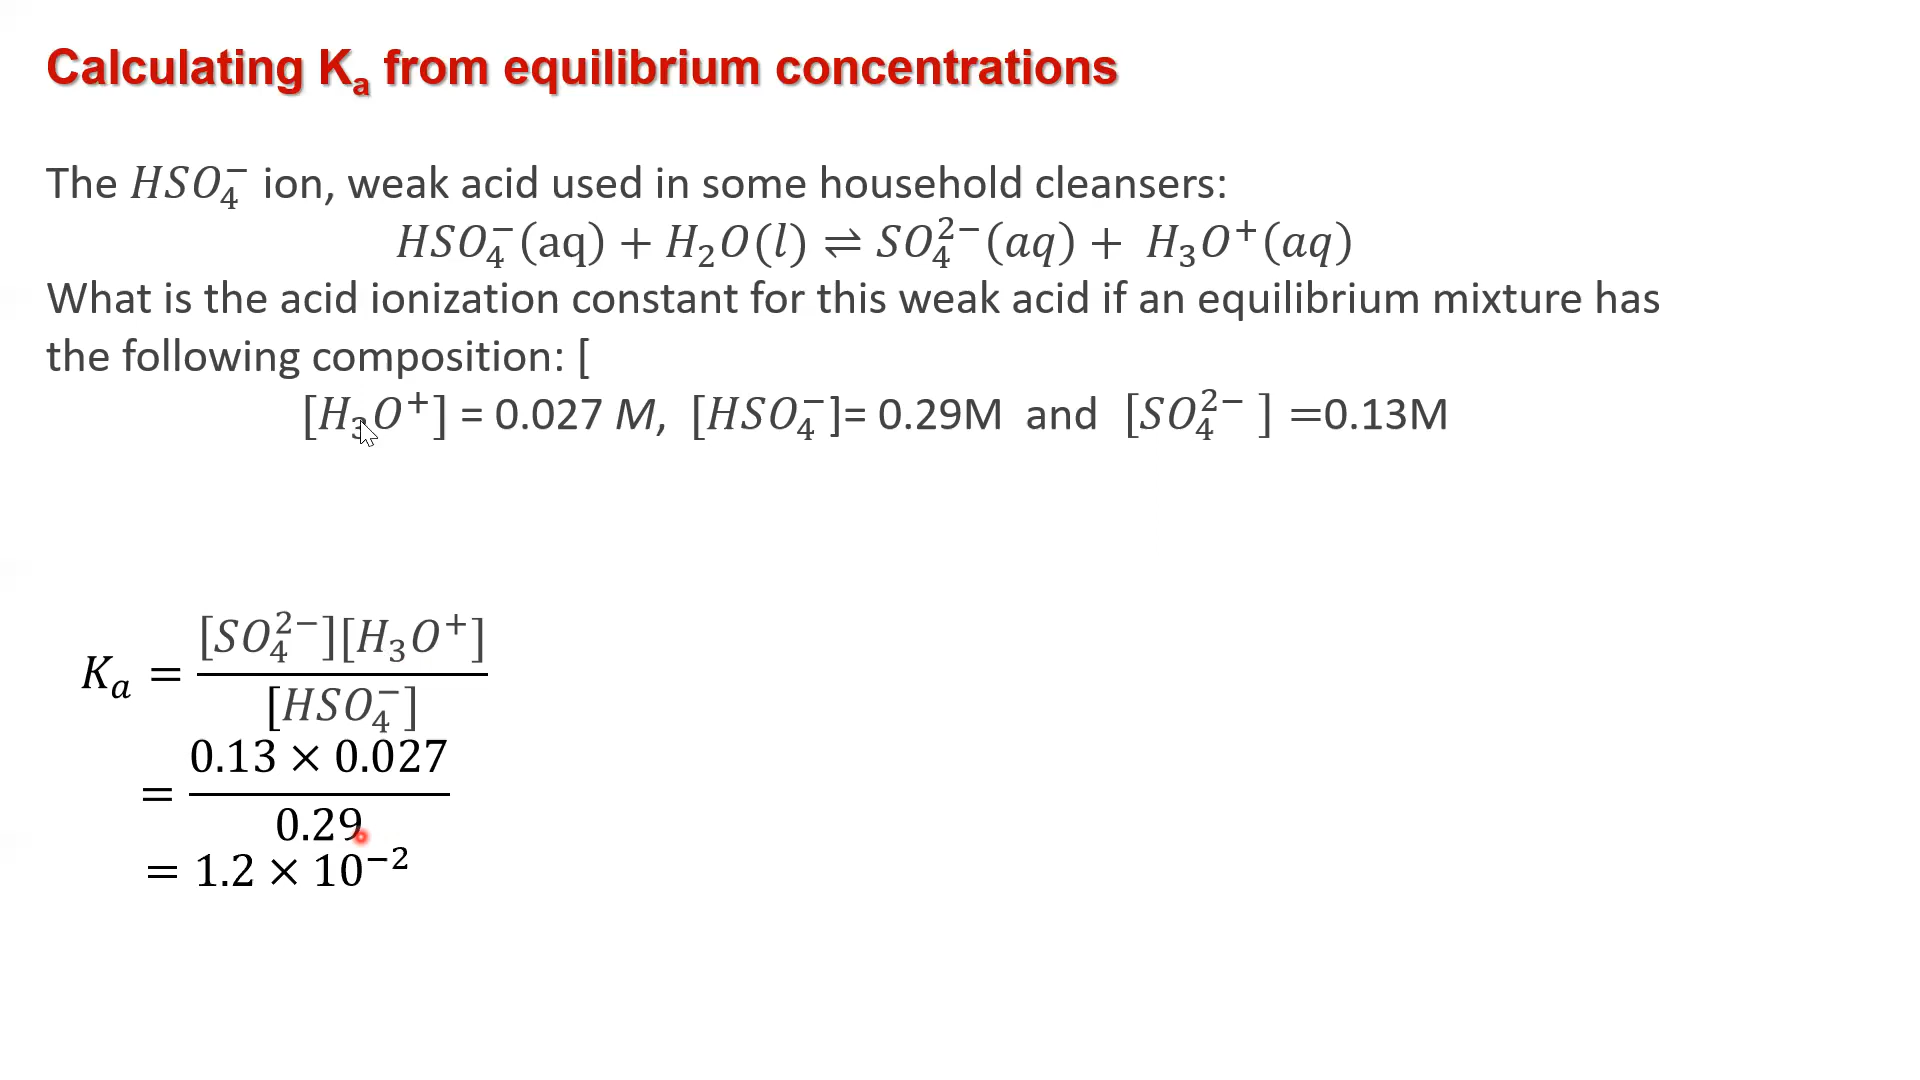 Calculating Kₐ from equilibrium concentrations
The HSO₄⁻ ion, weak acid used in some household cleansers:
HSO₄⁻(aq) + H₂O(l) ⇌ SO₄²⁻(aq) + H₃O⁺(aq)
What is the acid ionization constant for this weak acid if an equilibrium mixture has
the following composition: [
[H₃O⁺] = 0.027 M, [HSO₄⁻]= 0.29M and [SO₄²⁻ ] =0.13M
Kₐ = [SO₄²⁻][H₃O⁺] / [HSO₄⁻]
= 0.13 × 0.027 / 0.29
= 1.2 × 10⁻²